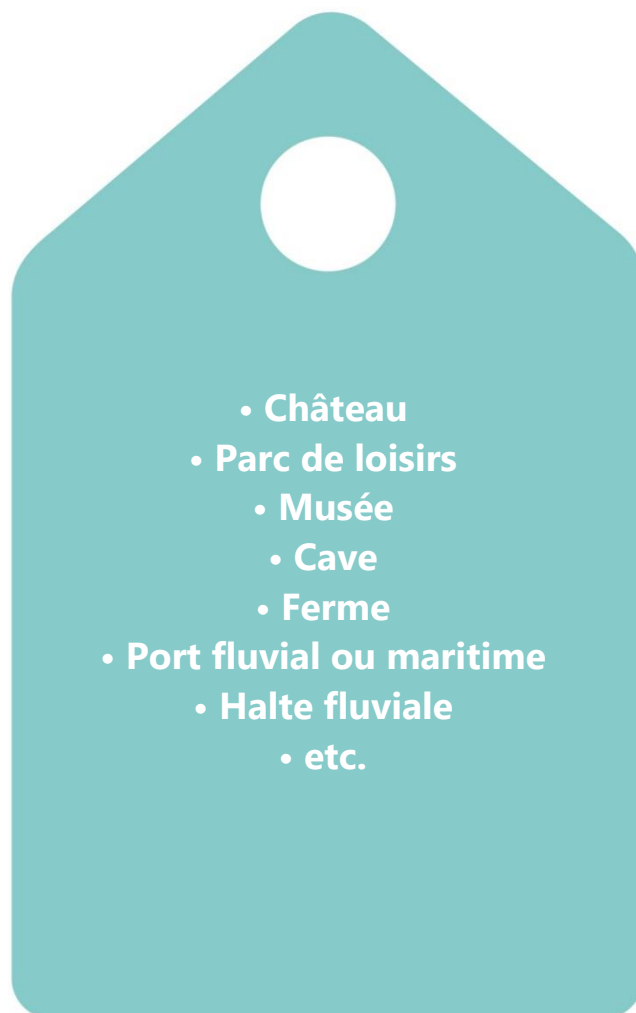 • Château
• Parc de loisirs
• Musée
• Cave
• Ferme
• Port fluvial ou maritime
• Halte fluviale
• etc.